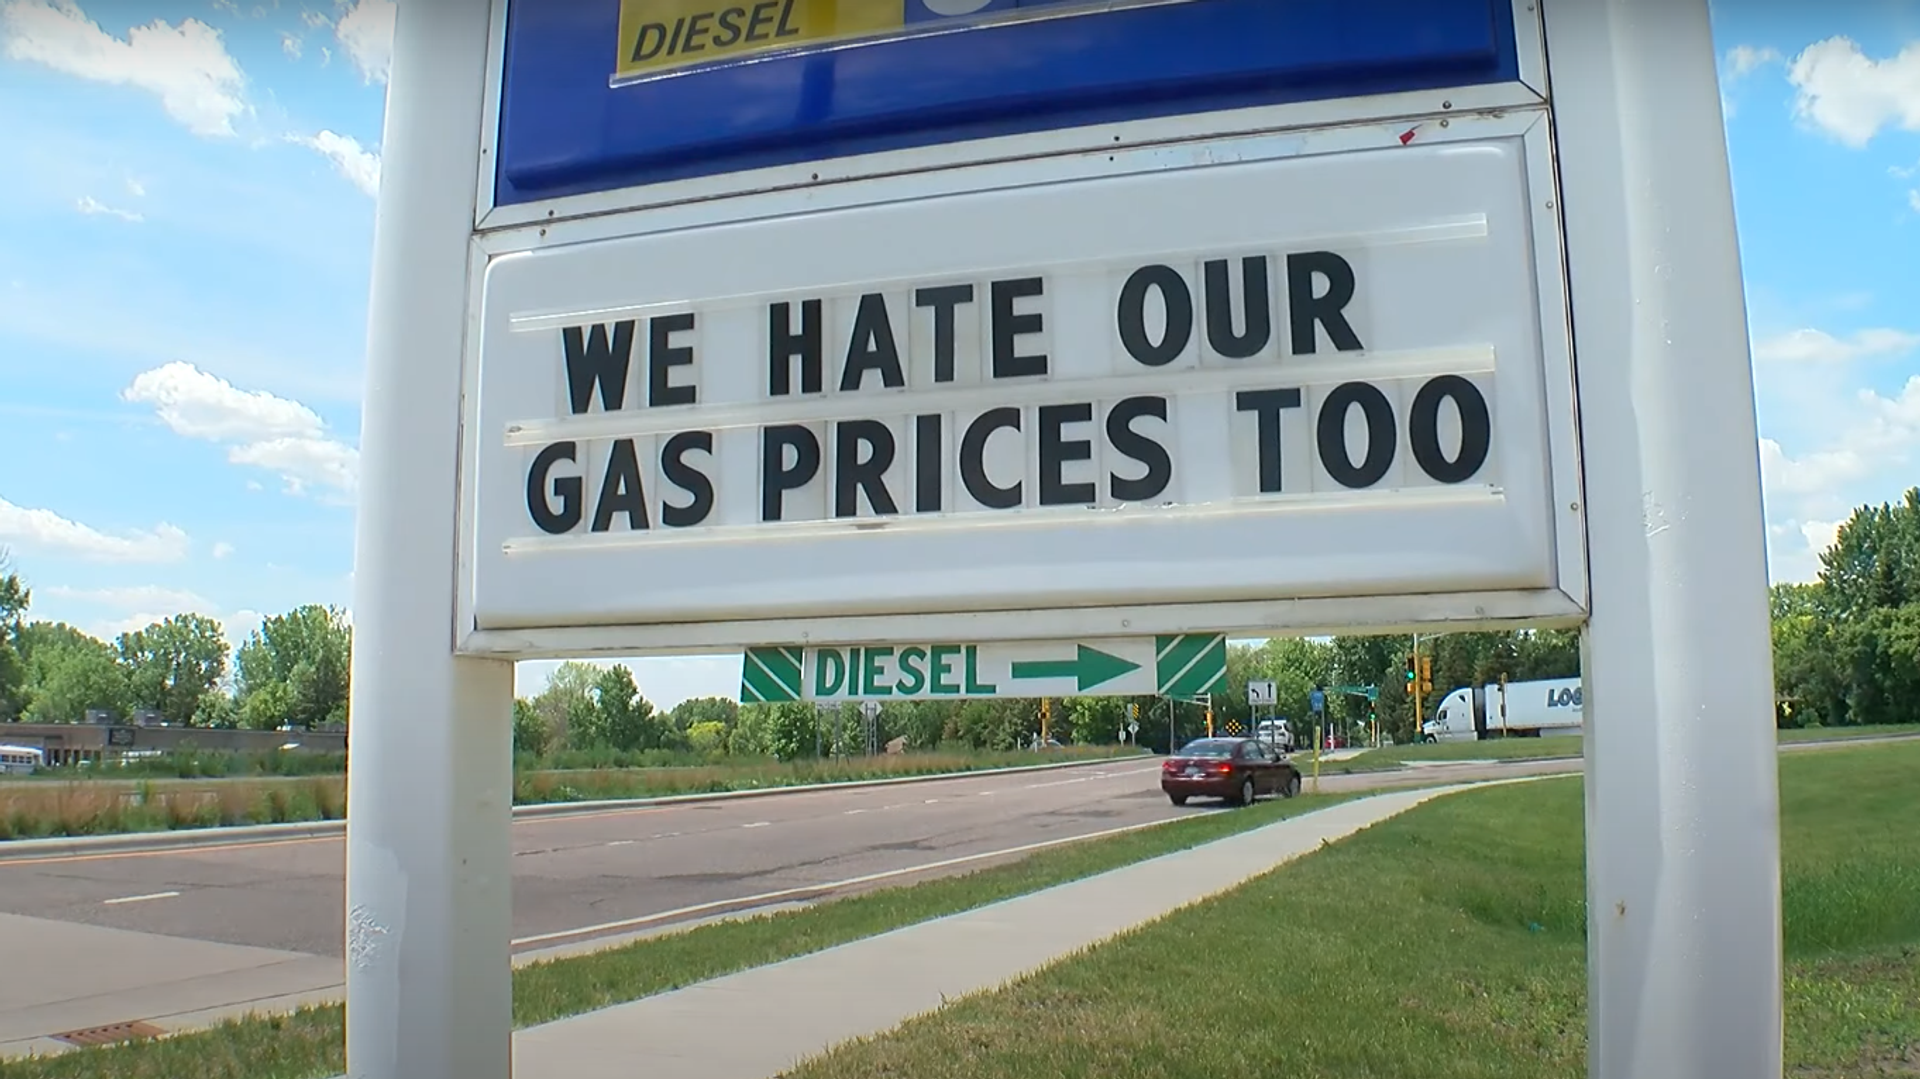 DIESEL
WE HATE OUR
GAS PRICES TOO
DIESEL